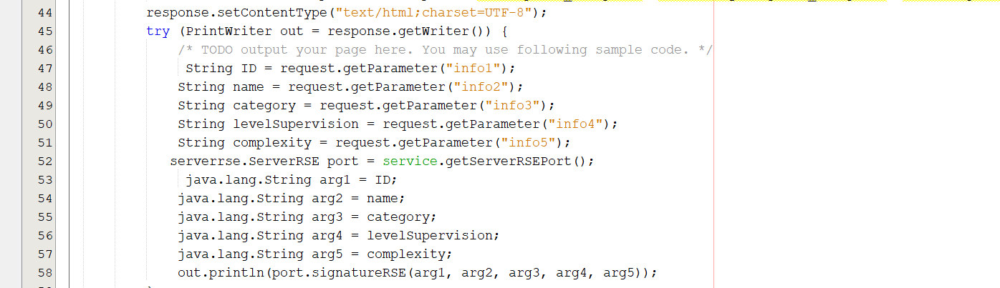 44 response.setContentType("text/html;charset=UTF-8");
45 try (PrintWriter out = response.getWriter()) {
46 /* TODO output your page here. You may use following sample code. */
47 String ID = request.getParameter("info1");
48 String name = request.getParameter("info2");
49 String category = request.getParameter("info3");
50 String levelSupervision = request.getParameter("info4");
51 String complexity = request.getParameter("info5");
52 serverrse.ServerRSE port = service.getServerRSEPort();
53 java.lang.String arg1 = ID;
54 java.lang.String arg2 = name;
55 java.lang.String arg3 = category;
56 java.lang.String arg4 = levelSupervision;
57 java.lang.String arg5 = complexity;
58 out.println(port.signatureRSE(arg1, arg2, arg3, arg4, arg5));